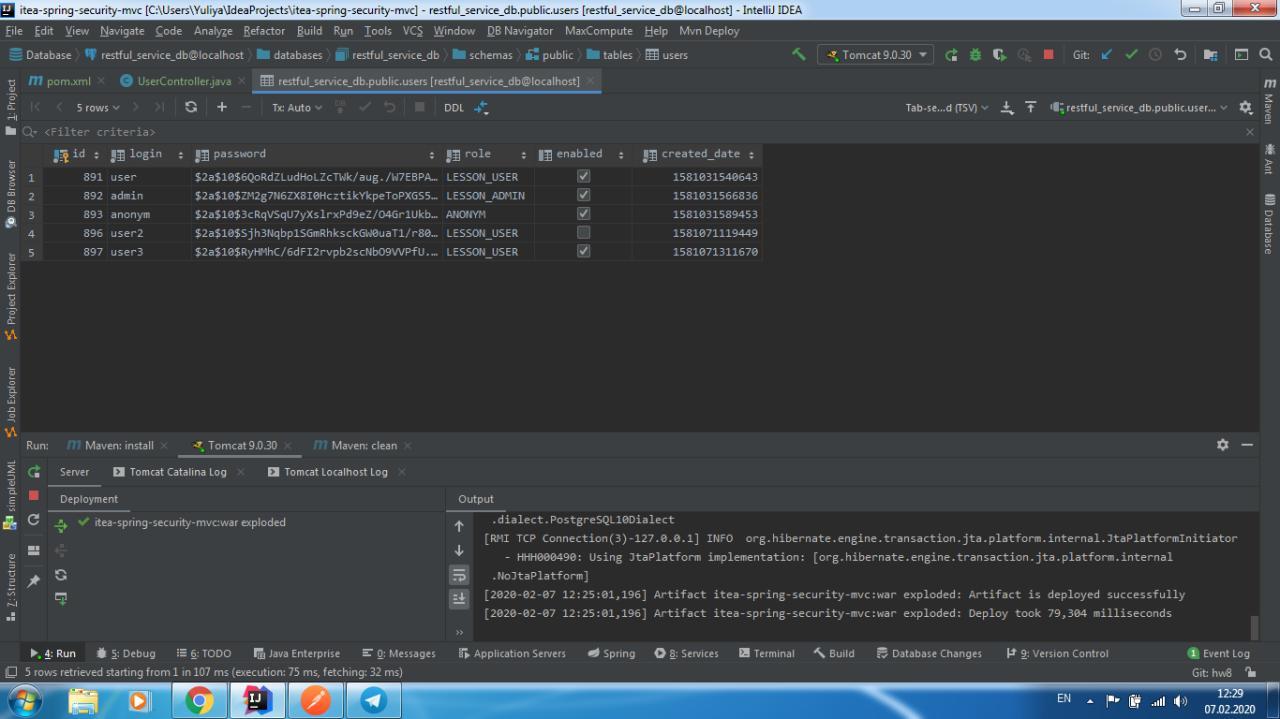 itea-spring-security-mvc [C:\Users\Yuliya\IdeaProjects\itea-spring-security-mvc] - restful_service_db.public.users [restful_service_db@localhost] - IntelliJ IDEA
File Edit View Navigate Code Analyze Refactor Build Run Tools VCS Window DB Navigator MaxCompute Help Mvn Deploy
Database restful_service_db@localhost databases restful_service_db schemas public tables users Tomcat 9.0.30 Git:
pom.xml UserController.java restful_service_db.public.users [restful_service_db@localhost]
5 rows Tx: Auto DB DDL Tab-se...d (TSV) restful_service_db.public.user...
<Filter criteria>
id login password role enabled created_date
1 891 user $2a$10$6QoRdZLudHoLZcTWk/aug./W7EBPA… LESSON_USER 1581031540643
2 892 admin $2a$10$ZM2g7N6ZX8I0HcztikYkpeToPXGS5… LESSON_ADMIN 1581031566836
3 893 anonym $2a$10$3cRqVSqU7yXslrxPd9eZ/O4Gr1Ukb… ANONYM 1581031589453
4 896 user2 $2a$10$Sjh3Nqbp1SGmRhksckGW0uaT1/r80… LESSON_USER 1581071119449
5 897 user3 $2a$10$RyHMhC/6dFI2rvpb2scNbO9VVPfU.… LESSON_USER 1581071311670
1: Project
DB Browser
Project Explorer
Job Explorer
simpleUML
7: Structure
Maven
Ant
Database
Run: Maven: install Tomcat 9.0.30 Maven: clean
Server Tomcat Catalina Log Tomcat Localhost Log
Deployment Output
itea-spring-security-mvc:war exploded
.dialect.PostgreSQL10Dialect
[RMI TCP Connection(3)-127.0.0.1] INFO org.hibernate.engine.transaction.jta.platform.internal.JtaPlatformInitiator
- HHH000490: Using JtaPlatform implementation: [org.hibernate.engine.transaction.jta.platform.internal
.NoJtaPlatform]
[2020-02-07 12:25:01,196] Artifact itea-spring-security-mvc:war exploded: Artifact is deployed successfully
[2020-02-07 12:25:01,196] Artifact itea-spring-security-mvc:war exploded: Deploy took 79,304 milliseconds
4: Run 5: Debug 6: TODO Java Enterprise 0: Messages Application Servers Spring 8: Services Terminal Build Database Changes 9: Version Control 1 Event Log
5 rows retrieved starting from 1 in 107 ms (execution: 75 ms, fetching: 32 ms) Git: hw8
EN 12:29
07.02.2020